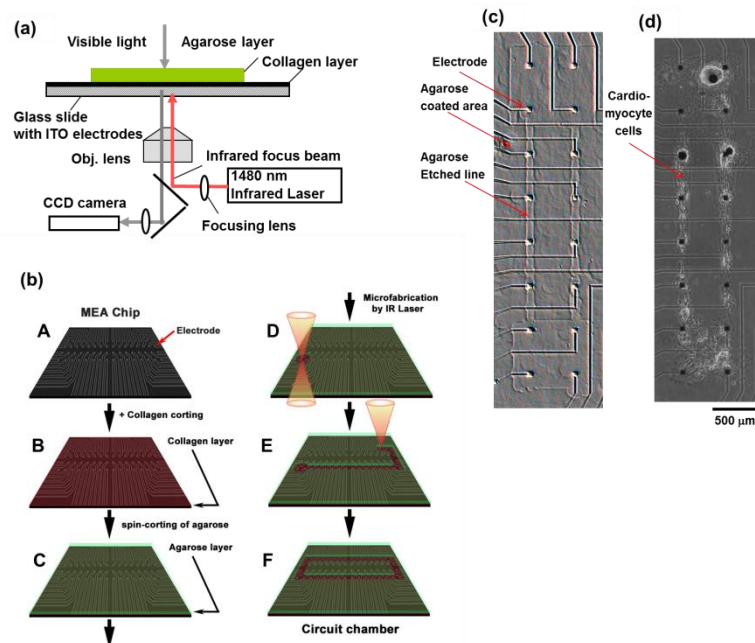 (a)
Visible light
Agarose layer
Collagen layer
Glass slide
with ITO electrodes
Obj. lens
Infrared focus beam
1480 nm
Infrared Laser
CCD camera
Focusing lens
(b)
MEA Chip
A
Electrode
+ Collagen corting
B
Collagen layer
spin-corting of agarose
C
Agarose layer
Microfabrication
by IR Laser
D
E
F
Circuit chamber
(c)
Electrode
Agarose
coated area
Agarose
Etched line
(d)
Cardio-
myocyte
cells
500 μm